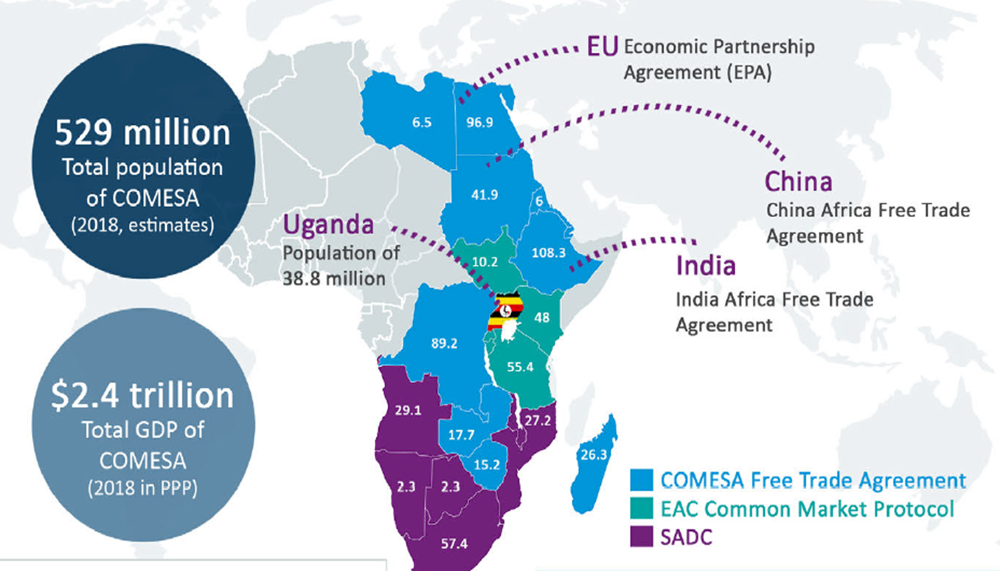 529 million
Total population
of COMESA
(2018, estimates)
$2.4 trillion
Total GDP of
COMESA
(2018 in PPP)
EU Economic Partnership
Agreement (EPA)
China
China Africa Free Trade
Agreement
India
India Africa Free Trade
Agreement
Uganda
Population of
38.8 million
6.5
96.9
41.9
6
10.2
108.3
48
89.2
55.4
29.1
27.2
17.7
15.2
26.3
2.3
2.3
57.4
COMESA Free Trade Agreement
EAC Common Market Protocol
SADC